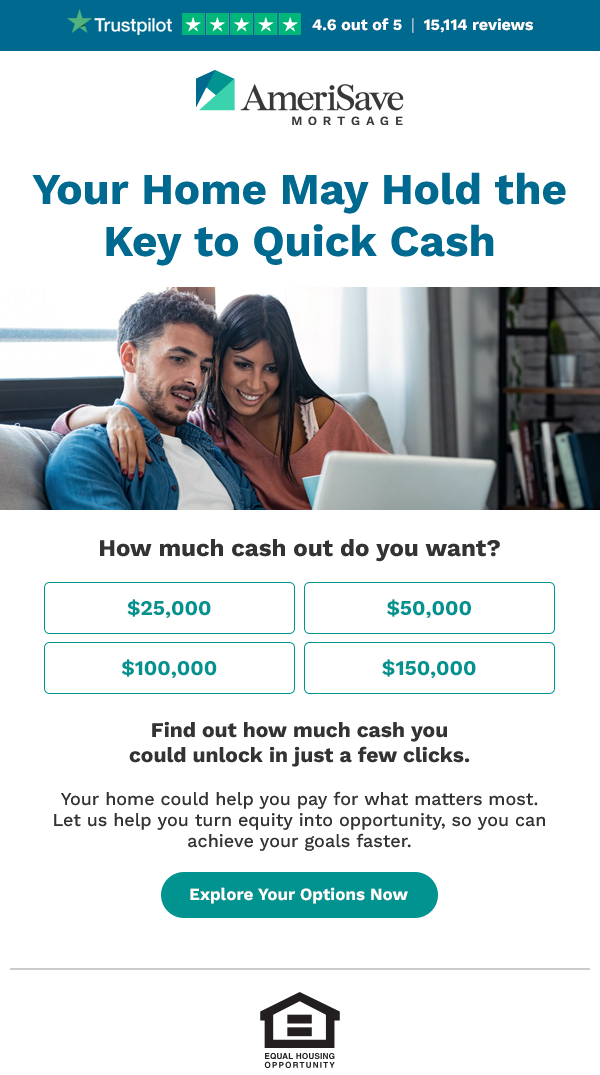 Trustpilot 4.6 out of 5 | 15,114 reviews
AmeriSave
MORTGAGE
Your Home May Hold the
Key to Quick Cash
How much cash out do you want?
$25,000 $50,000
$100,000 $150,000
Find out how much cash you
could unlock in just a few clicks.
Your home could help you pay for what matters most.
Let us help you turn equity into opportunity, so you can
achieve your goals faster.
Explore Your Options Now
EQUAL HOUSING
OPPORTUNITY